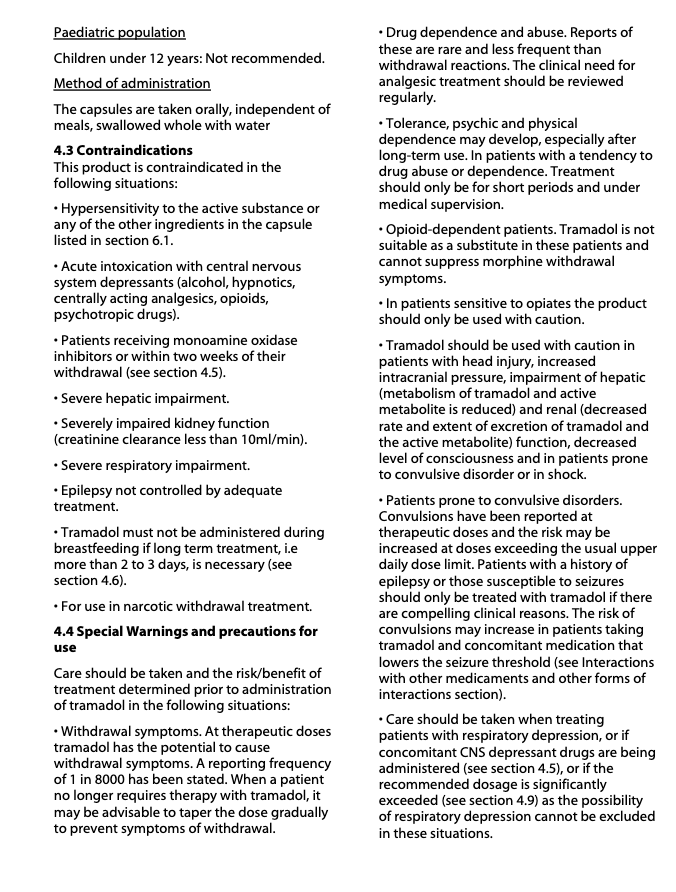 Paediatric population
Children under 12 years: Not recommended.
Method of administration
The capsules are taken orally, independent of
meals, swallowed whole with water
4.3 Contraindications
This product is contraindicated in the
following situations:
• Hypersensitivity to the active substance or
any of the other ingredients in the capsule
listed in section 6.1.
• Acute intoxication with central nervous
system depressants (alcohol, hypnotics,
centrally acting analgesics, opioids,
psychotropic drugs).
• Patients receiving monoamine oxidase
inhibitors or within two weeks of their
withdrawal (see section 4.5).
• Severe hepatic impairment.
• Severely impaired kidney function
(creatinine clearance less than 10ml/min).
• Severe respiratory impairment.
• Epilepsy not controlled by adequate
treatment.
• Tramadol must not be administered during
breastfeeding if long term treatment, i.e
more than 2 to 3 days, is necessary (see
section 4.6).
• For use in narcotic withdrawal treatment.
4.4 Special Warnings and precautions for
use
Care should be taken and the risk/benefit of
treatment determined prior to administration
of tramadol in the following situations:
• Withdrawal symptoms. At therapeutic doses
tramadol has the potential to cause
withdrawal symptoms. A reporting frequency
of 1 in 8000 has been stated. When a patient
no longer requires therapy with tramadol, it
may be advisable to taper the dose gradually
to prevent symptoms of withdrawal.
• Drug dependence and abuse. Reports of
these are rare and less frequent than
withdrawal reactions. The clinical need for
analgesic treatment should be reviewed
regularly.
• Tolerance, psychic and physical
dependence may develop, especially after
long-term use. In patients with a tendency to
drug abuse or dependence. Treatment
should only be for short periods and under
medical supervision.
• Opioid-dependent patients. Tramadol is not
suitable as a substitute in these patients and
cannot suppress morphine withdrawal
symptoms.
• In patients sensitive to opiates the product
should only be used with caution.
• Tramadol should be used with caution in
patients with head injury, increased
intracranial pressure, impairment of hepatic
(metabolism of tramadol and active
metabolite is reduced) and renal (decreased
rate and extent of excretion of tramadol and
the active metabolite) function, decreased
level of consciousness and in patients prone
to convulsive disorder or in shock.
• Patients prone to convulsive disorders.
Convulsions have been reported at
therapeutic doses and the risk may be
increased at doses exceeding the usual upper
daily dose limit. Patients with a history of
epilepsy or those susceptible to seizures
should only be treated with tramadol if there
are compelling clinical reasons. The risk of
convulsions may increase in patients taking
tramadol and concomitant medication that
lowers the seizure threshold (see Interactions
with other medicaments and other forms of
interactions section).
• Care should be taken when treating
patients with respiratory depression, or if
concomitant CNS depressant drugs are being
administered (see section 4.5), or if the
recommended dosage is significantly
exceeded (see section 4.9) as the possibility
of respiratory depression cannot be excluded
in these situations.